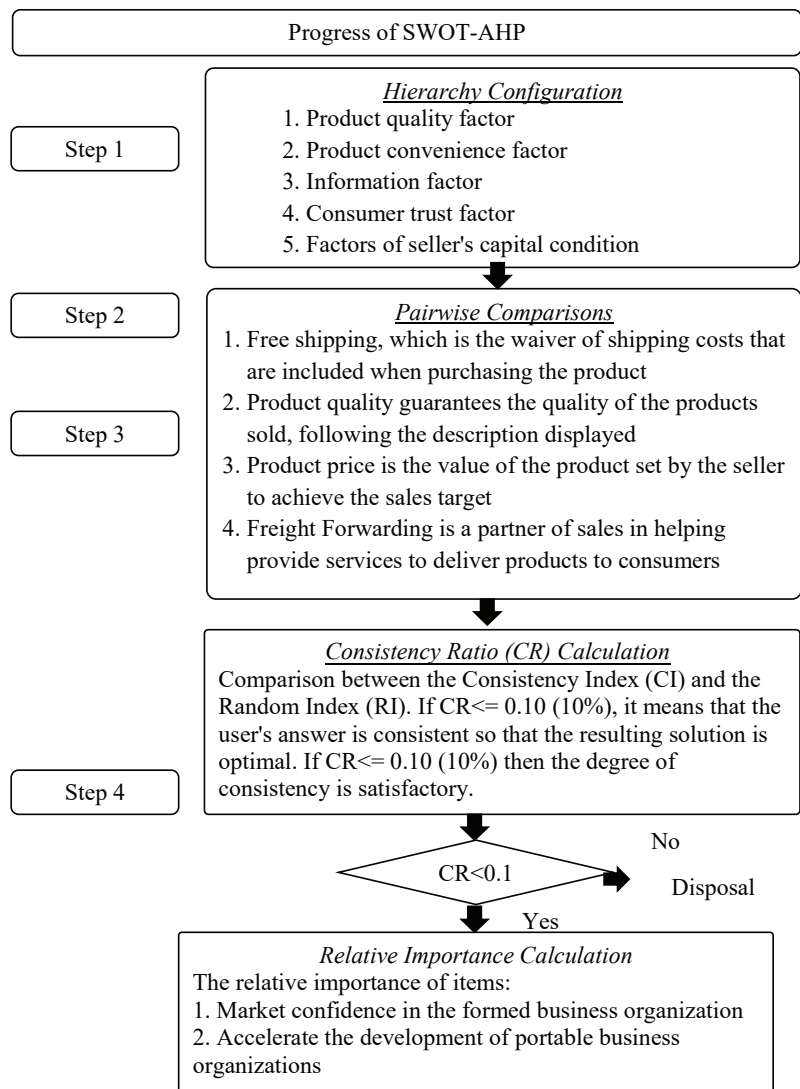 Progress of SWOT-AHP
Hierarchy Configuration
Step 1
1. Product quality factor
2. Product convenience factor
3. Information factor
4. Consumer trust factor
5. Factors of seller's capital condition
Step 2
Pairwise Comparisons
1. Free shipping, which is the waiver of shipping costs that
are included when purchasing the product
2. Product quality guarantees the quality of the products
sold, following the description displayed
Step 3
3. Product price is the value of the product set by the seller
to achieve the sales target
4. Freight Forwarding is a partner of sales in helping
provide services to deliver products to consumers
Consistency Ratio (CR) Calculation
Comparison between the Consistency Index (CI) and the
Random Index (RI). If CR<= 0.10 (10%), it means that the
user's answer is consistent so that the resulting solution is
optimal. If CR<= 0.10 (10%) then the degree of
consistency is satisfactory.
Step 4
No
CR<0.1
Disposal
Yes
Relative Importance Calculation
The relative importance of items:
1. Market confidence in the formed business organization
2. Accelerate the development of portable business
organizations